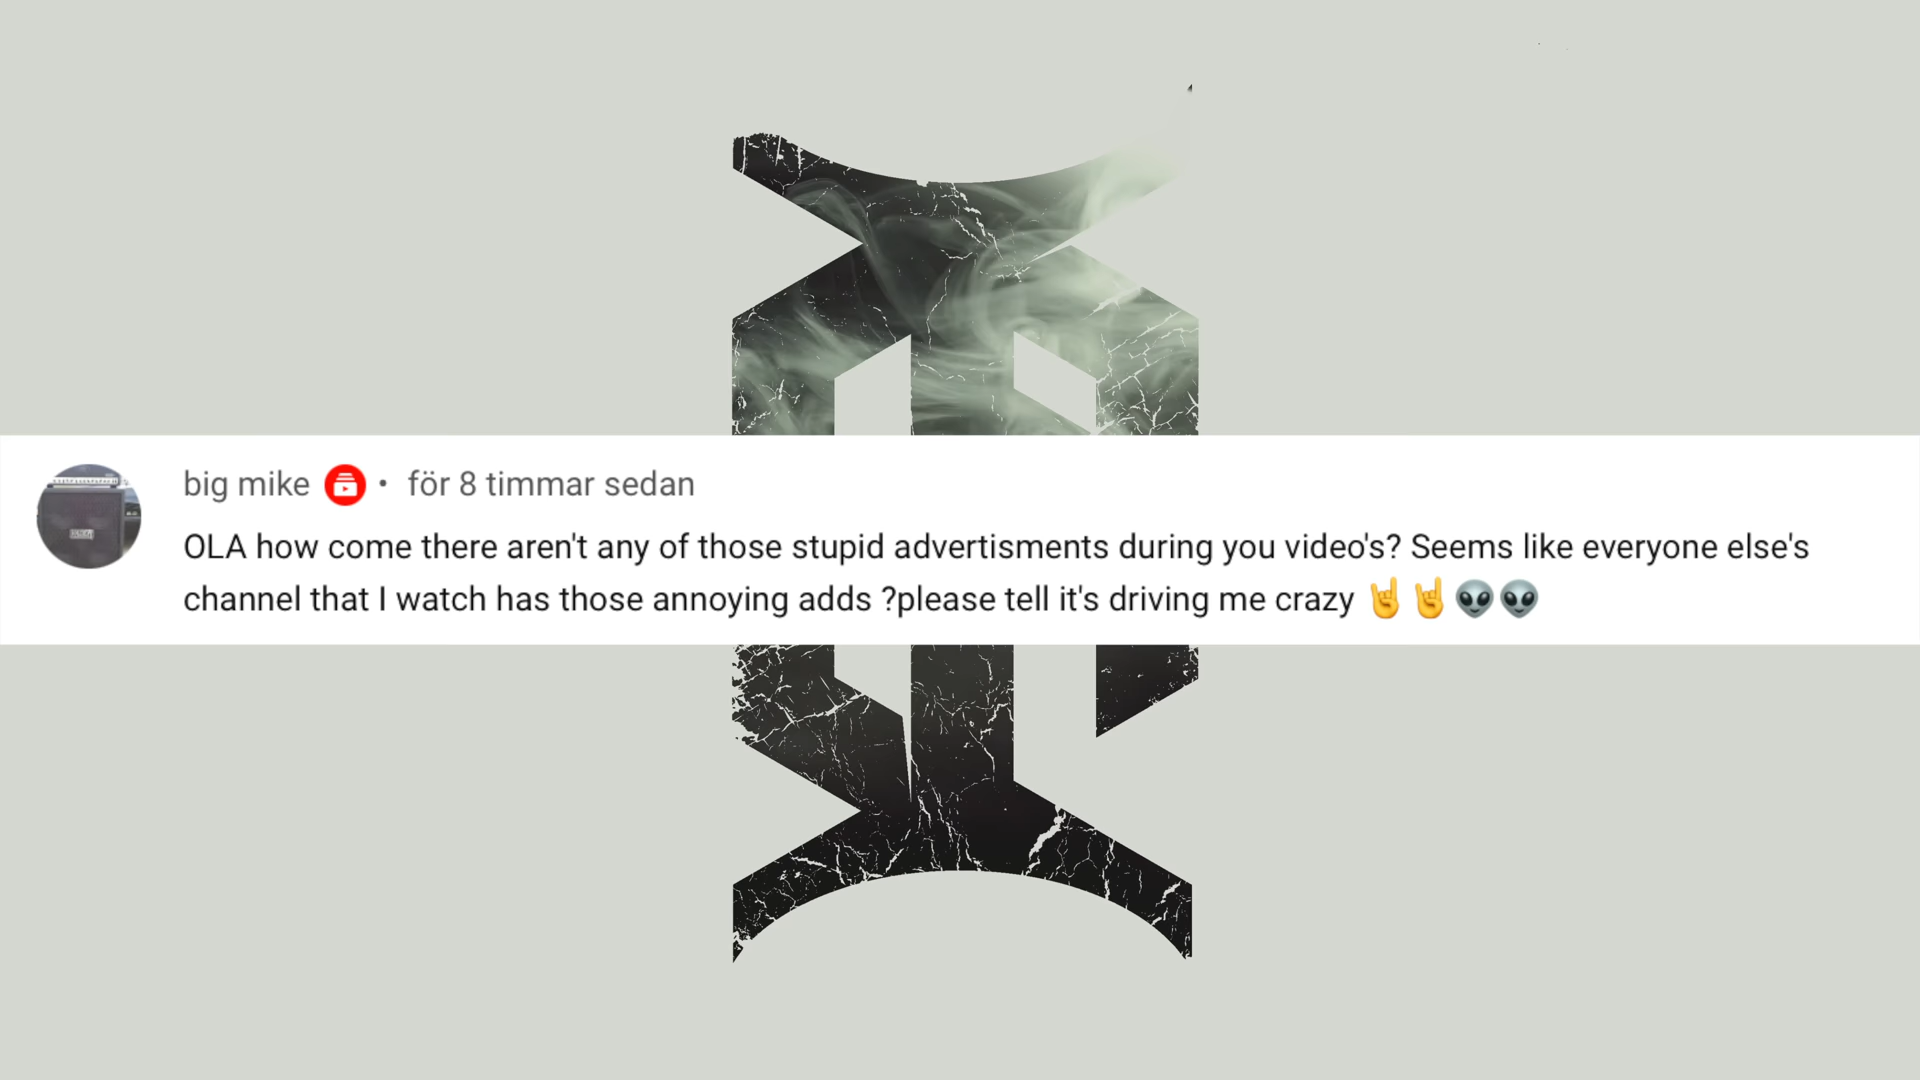 big mike • för 8 timmar sedan
OLA how come there aren't any of those stupid advertisments during you video's? Seems like everyone else's
channel that I watch has those annoying adds ?please tell it's driving me crazy 🤘🤘👽👽